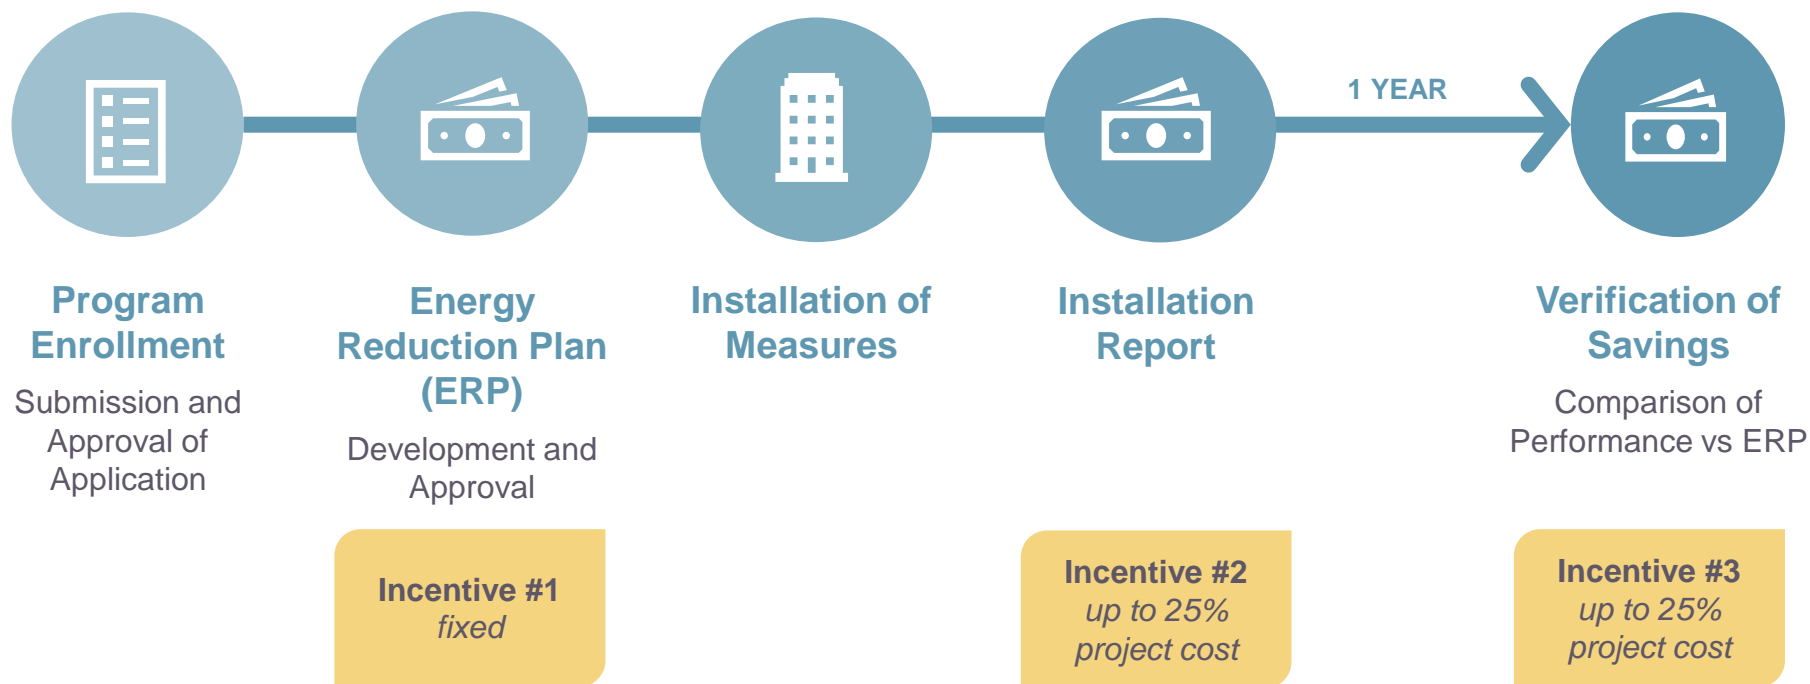 1 YEAR
Program
Enrollment
Submission and
Approval of
Application
Energy
Reduction Plan
(ERP)
Development and
Approval
Incentive #1
fixed
Installation of
Measures
Installation
Report
Incentive #2
up to 25%
project cost
Verification of
Savings
Comparison of
Performance vs ERP
Incentive #3
up to 25%
project cost